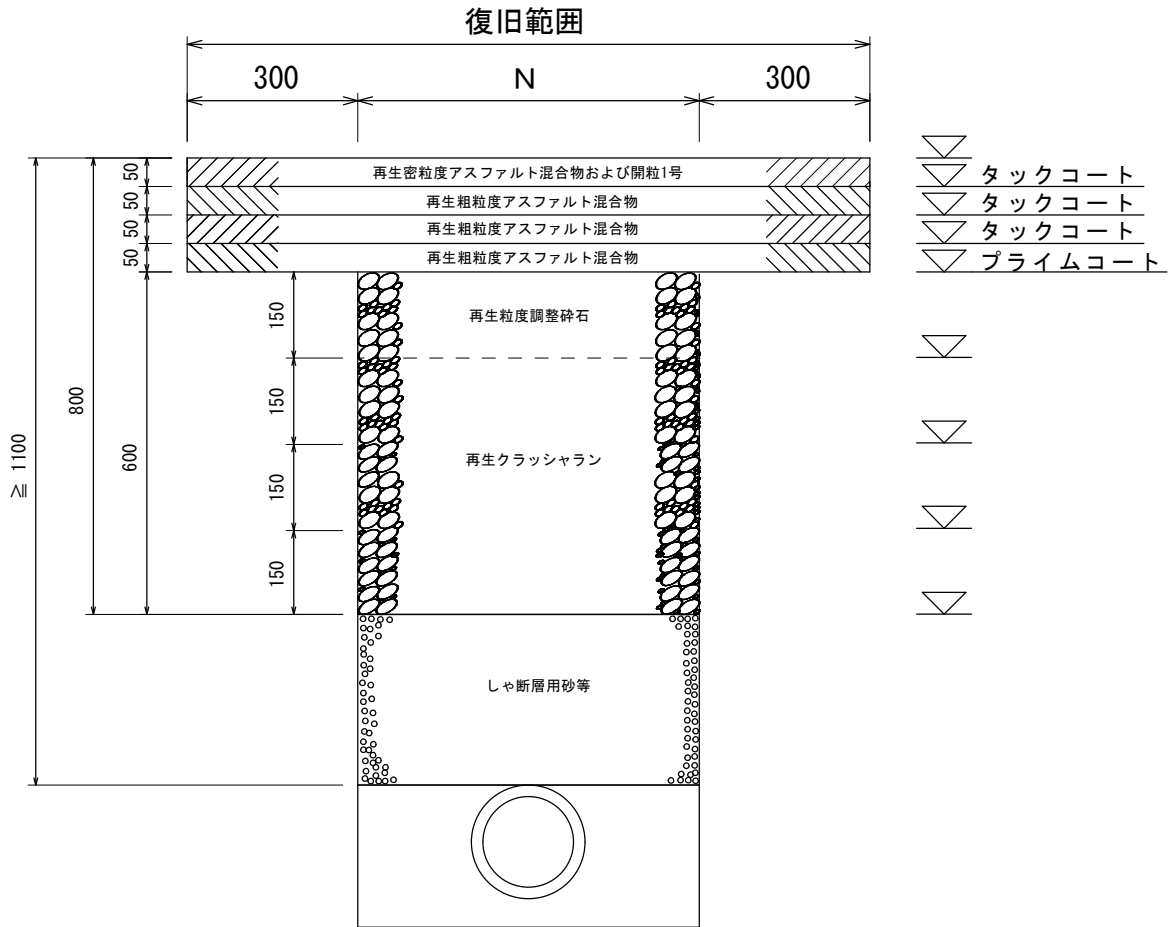 復旧範囲
300
N
300
50
再生密粒度アスファルト混合物および開粒1号
タックコート
50
再生粗粒度アスファルト混合物
タックコート
50
再生粗粒度アスファルト混合物
タックコート
50
再生粗粒度アスファルト混合物
プライムコート
150
再生粒度調整砕石
800
150
≧ 1100
600
再生クラッシャラン
150
150
しゃ断層用砂等